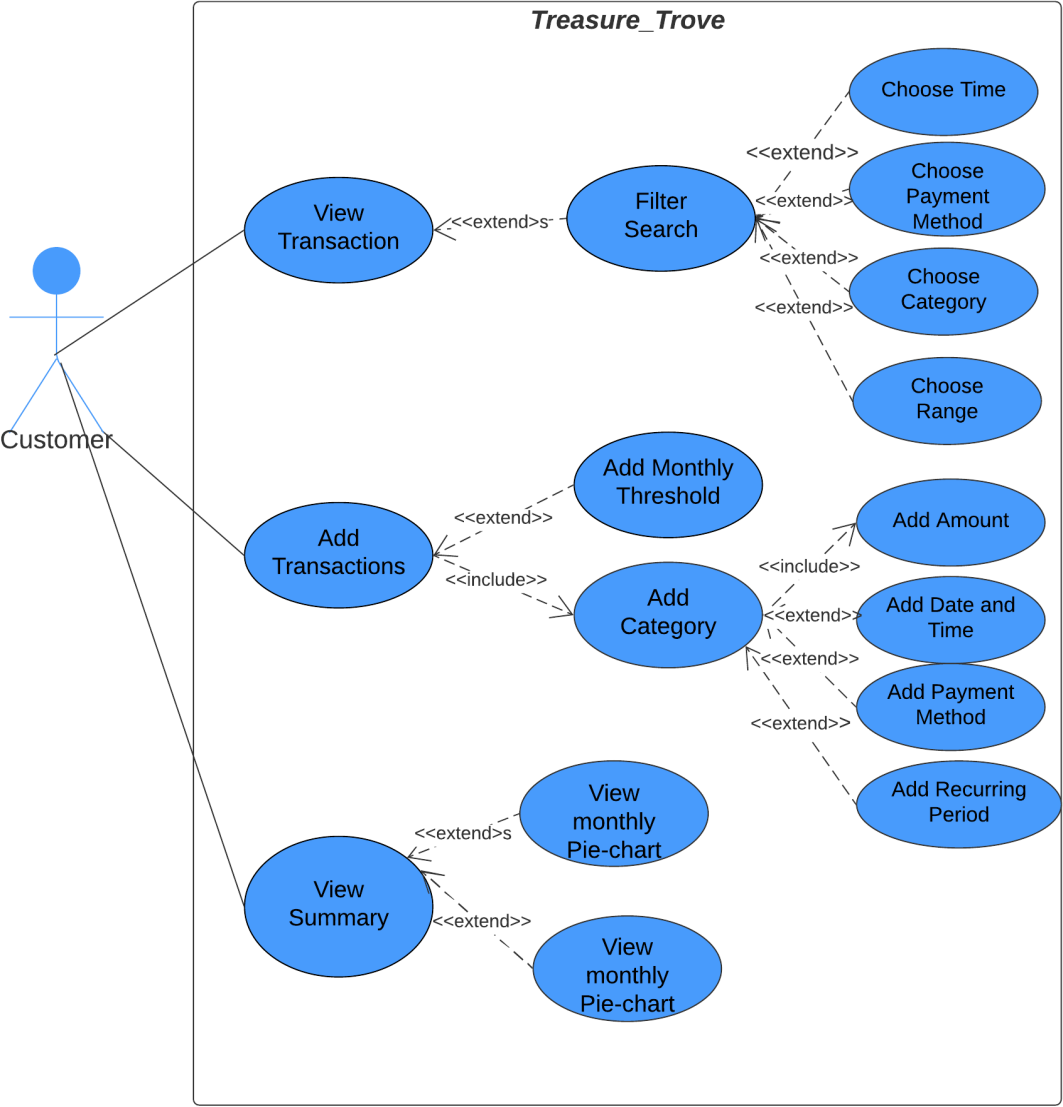 Treasure_Trove
Choose Time
<<extend>>
Choose
Payment
Method
<<extend>>
Filter
Search
View
Transaction
<<extend>s
<<extend>>
Choose
Category
<<extend>>
Choose
Range
Customer
Add Monthly
Threshold
<<extend>>
Add
Transactions
<<include>>
Add
Category
Add Amount
<<include>>
<<extend>>
Add Date and
Time
<<extend>>
Add Payment
Method
<<extend>>
Add Recurring
Period
View
monthly
Pie-chart
<<extend>s
View
Summary
<<extend>>
View
monthly
Pie-chart